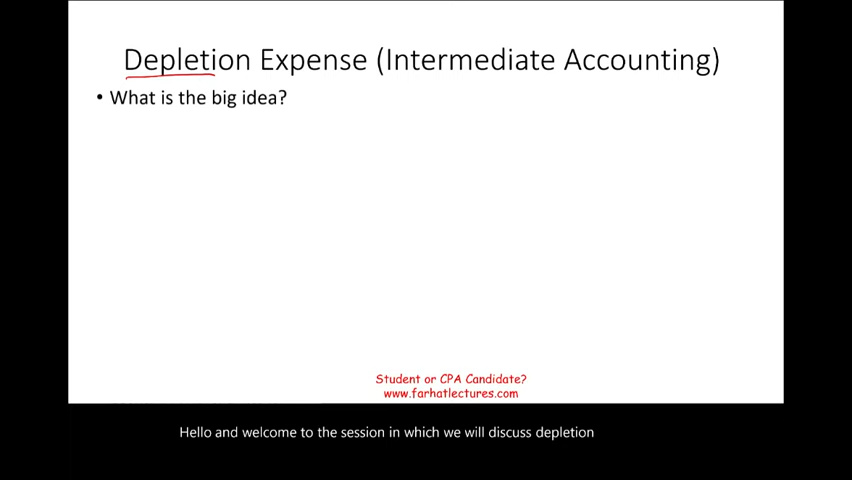 Depletion Expense (Intermediate Accounting)
• What is the big idea?
Student or CPA Candidate?
www.farhatlectures.com
Hello and welcome to the session in which we will discuss depletion